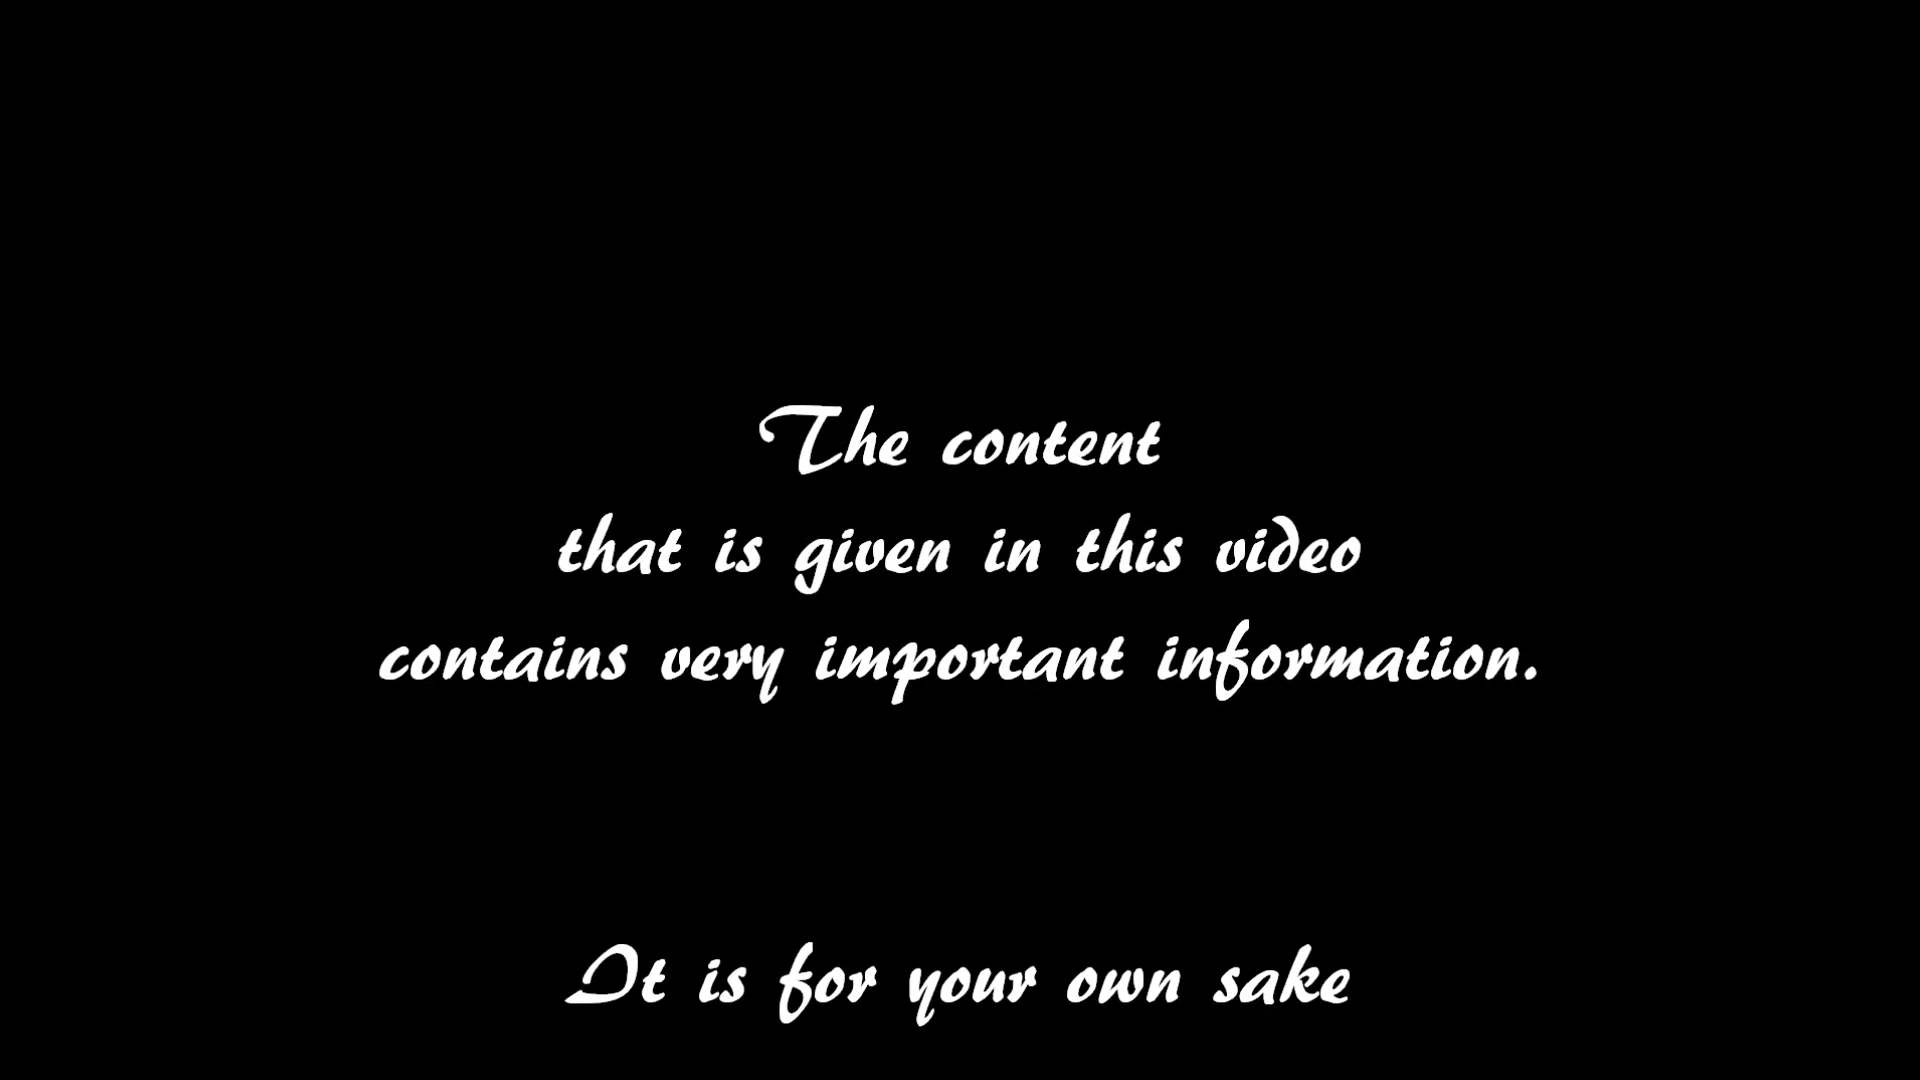 The content
that is given in this video
contains very important information.
It is for your own sake